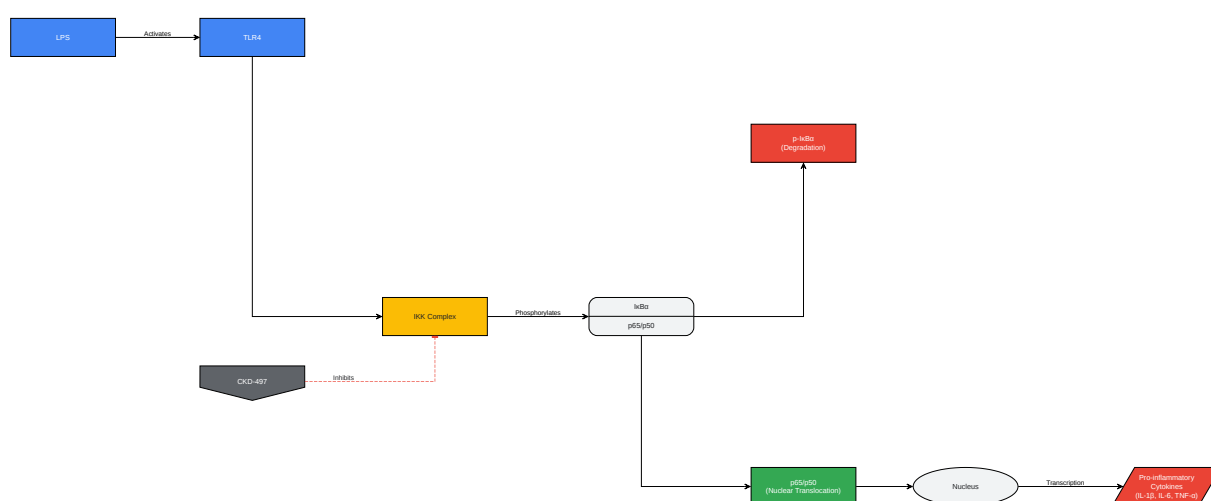 LPS
Activates
TLR4
p-IκBα
(Degradation)
IKK Complex
Phosphorylates
IκBα
p65/p50
CKD-497
Inhibits
p65/p50
(Nuclear Translocation)
Nucleus
Transcription
Pro-inflammatory
Cytokines
(IL-1β, IL-6, TNF-α)